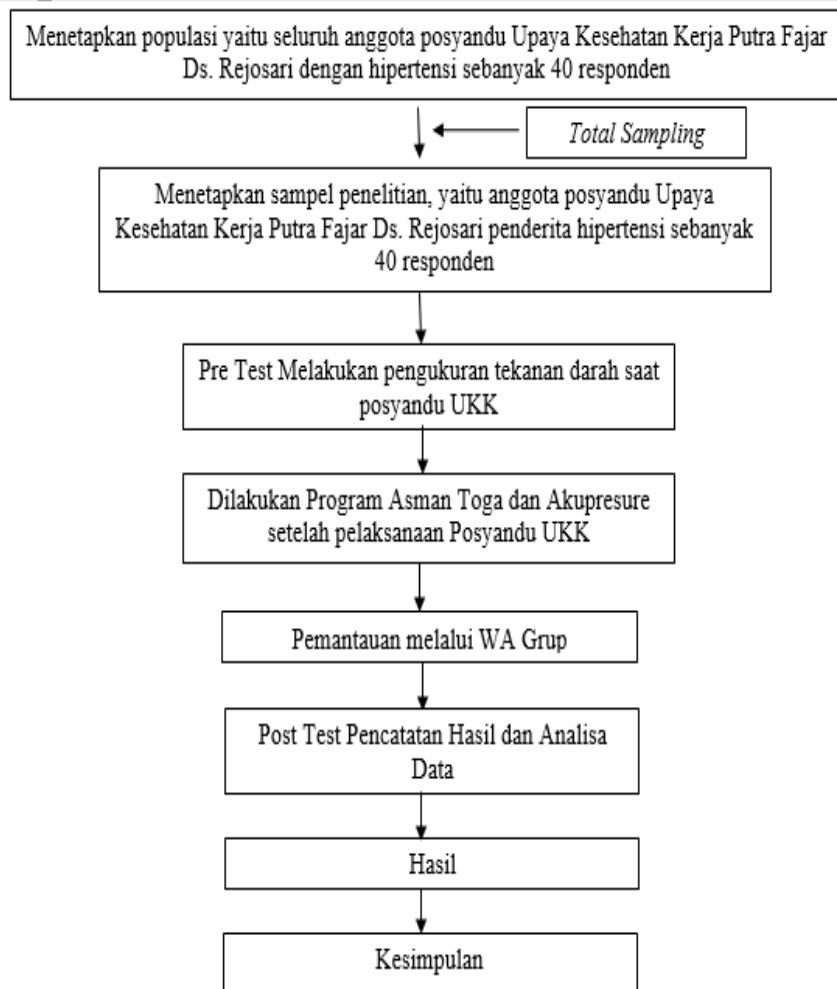 Menetapkan populasi yaitu seluruh anggota posyandu Upaya Kesehatan Kerja Putra Fajar
Ds. Rejosari dengan hipertensi sebanyak 40 responden
Total Sampling
Menetapkan sampel penelitian, yaitu anggota posyandu Upaya
Kesehatan Kerja Putra Fajar Ds. Rejosari penderita hipertensi sebanyak
40 responden
Pre Test Melakukan pengukuran tekanan darah saat
posyandu UKK
Dilakukan Program Asman Toga dan Akupresure
setelah pelaksanaan Posyandu UKK
Pemantauan melalui WA Grup
Post Test Pencatatan Hasil dan Analisa
Data
Hasil
Kesimpulan